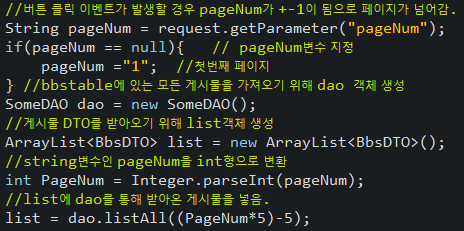 //버튼 클릭 이벤트가 발생할 경우 pageNum가 +-1이 됨으로 페이지가 넘어감.
String pageNum = request.getParameter("pageNum");
if(pageNum == null){   // pageNum변수 지정
    pageNum ="1";  //첫번째 페이지
} //bbstable에 있는 모든 게시물을 가져오기 위해 dao 객체 생성
SomeDAO dao = new SomeDAO();
//게시물 DTO를 받아오기 위해 list객체 생성
ArrayList<BbsDTO> list = new ArrayList<BbsDTO>();
//string변수인 pageNum을 int형으로 변환
int PageNum = Integer.parseInt(pageNum);
//list에 dao를 통해 받아온 게시물을 넣음.
list = dao.listAll((PageNum*5)-5);